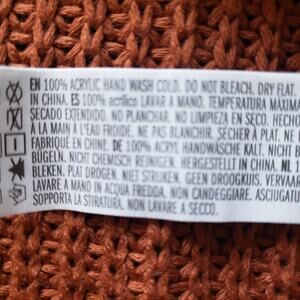 EN 100% ACRYLIC HAND WASH COLD. DO NOT BLEACH, DRY FLAT.
IN CHINA. ES 100% acrílico LAVAR A MANO. TEMPERATURA MÁXIMA
SECADO EXTENDIDO. NO PLANCHAR. NO LIMPIEZA EN SECO. HECHO
À LA MAIN À L'EAU FROIDE. NE PAS BLANCHIR. SÉCHER À PLAT. NE
FABRIQUÉ EN CHINE. DE 100% ACRYL HANDWÄSCHE KALT. NICHT B
BÜGELN. NICHT CHEMISCH REINIGEN. HERGESTELLT IN CHINA. NL 1
BLEKEN. PLAT DROGEN. NIET STRIJKEN. GEEN DROOGKUIS. VERVAA
LAVARE A MANO IN ACQUA FREDDA. NON CANDEGGIARE. ASCIUGATU
SOPPORTA LA STIRATURA. NON LAVARE A SECCO.